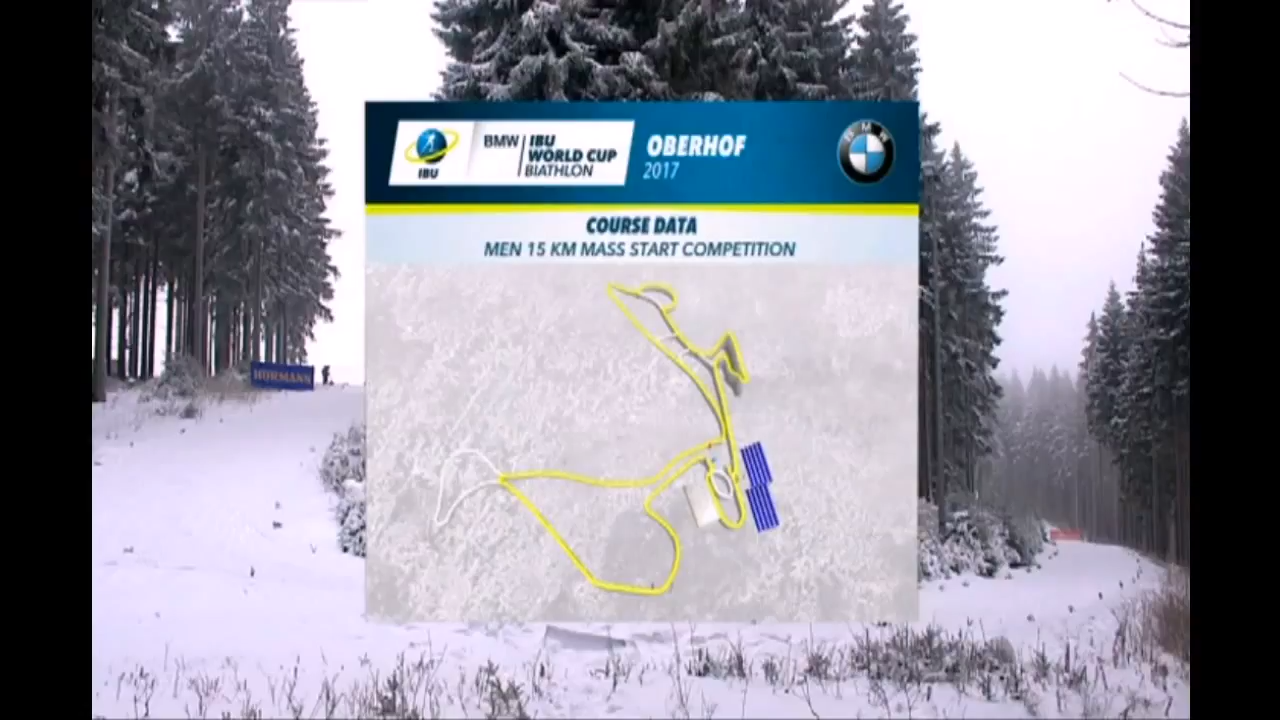 BMW
IBU
WORLD CUP
BIATHLON
IBU
OBERHOF
2017
BMW
COURSE DATA
MEN 15 KM MASS START COMPETITION
HÖRMANN